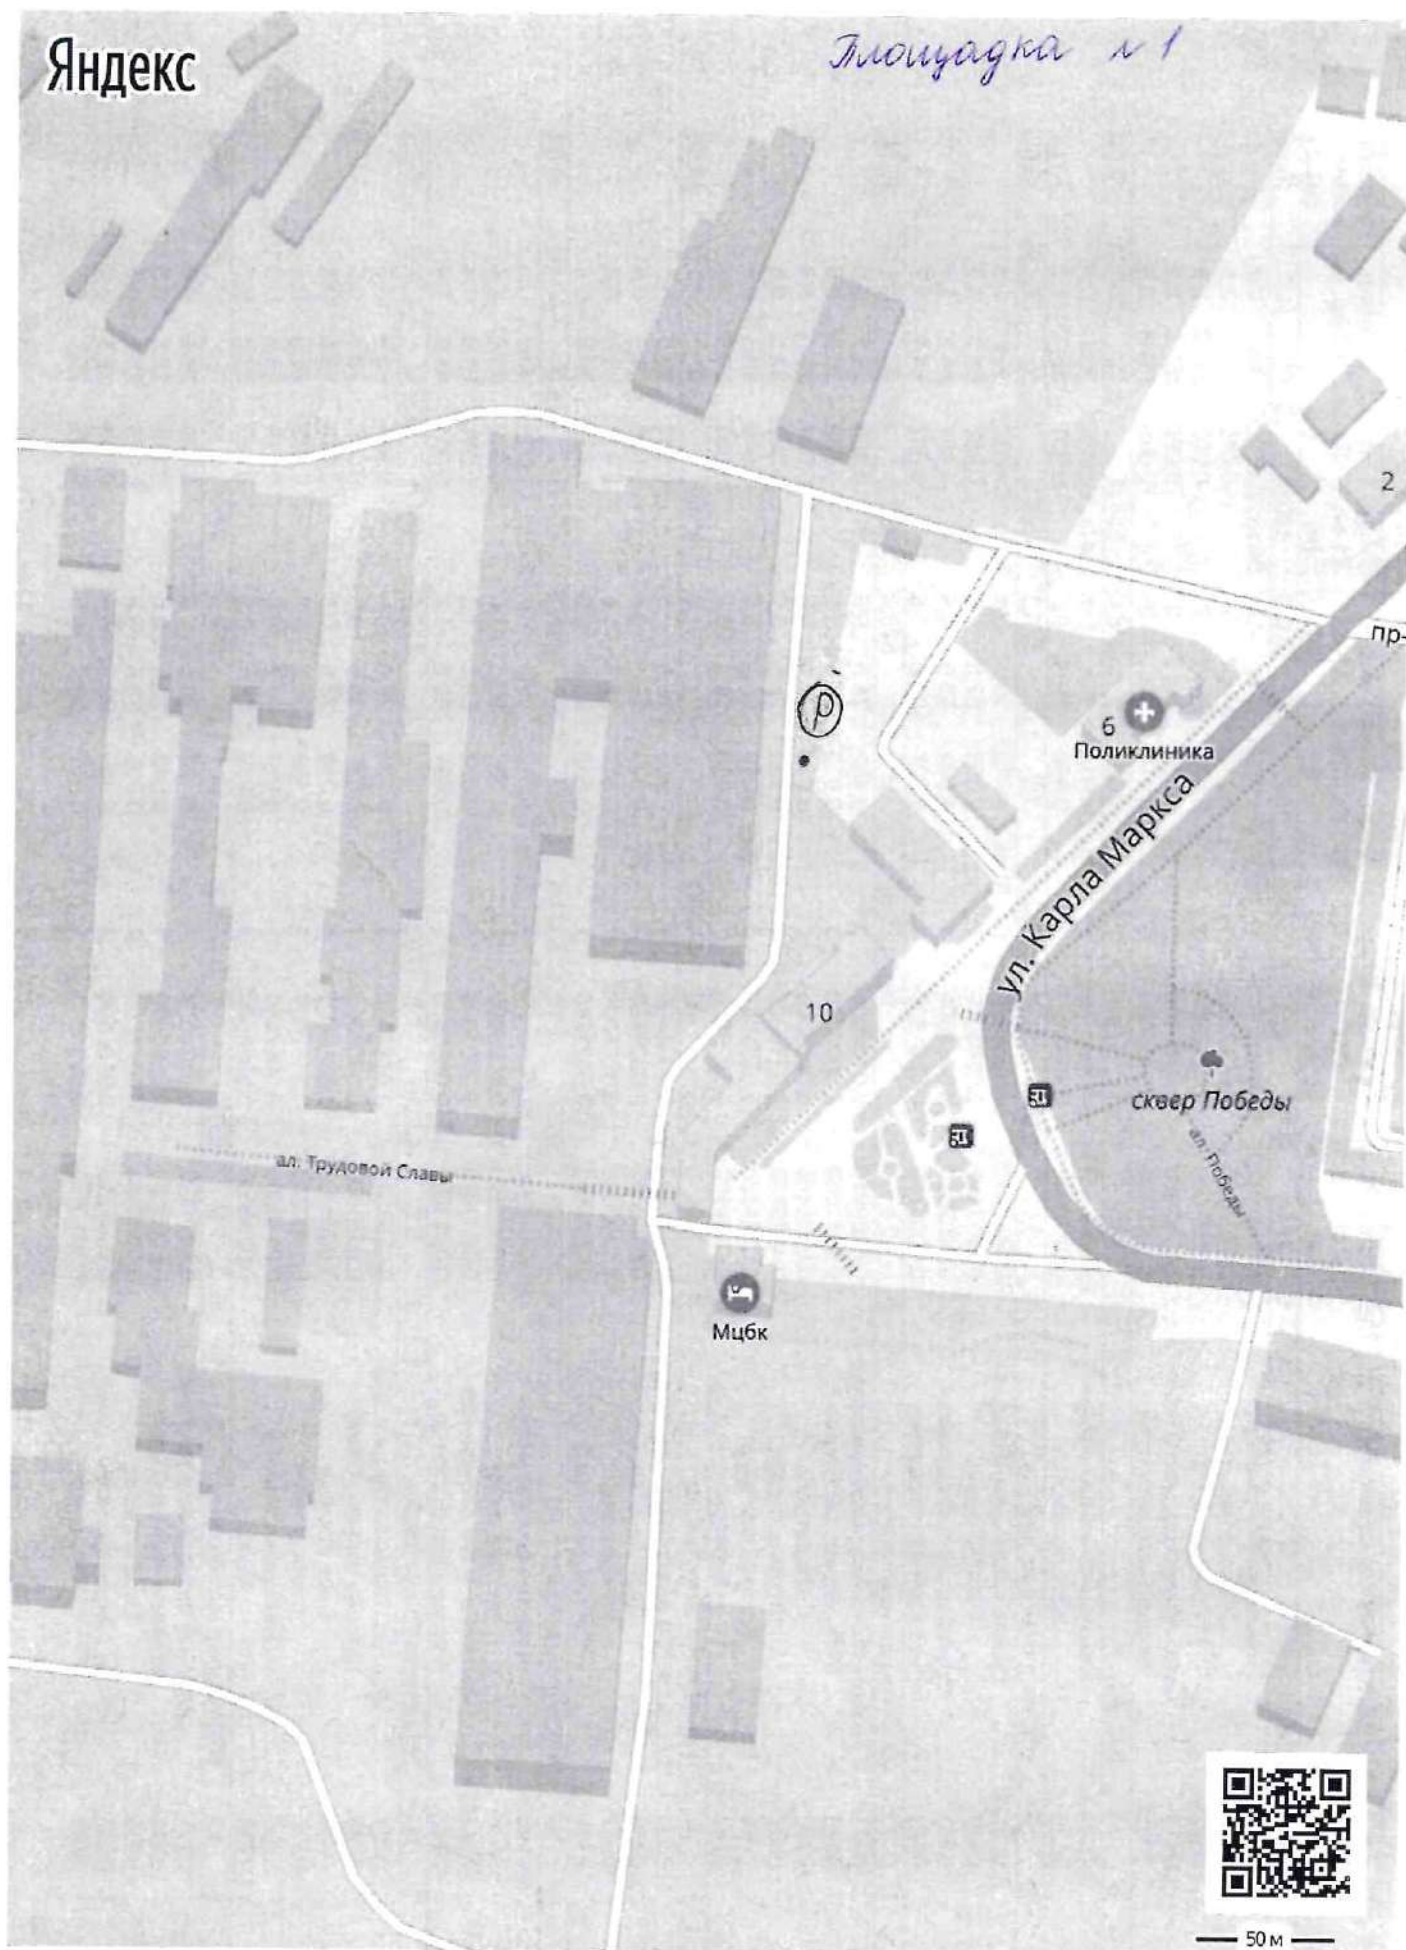 Яндекс
Площадка № 1
2
пр-
Р
6
Поликлиника
ул. Карла Маркса
10
сквер Победы
ал. Победы
ал. Трудовой Славы
Мцбк
50 м